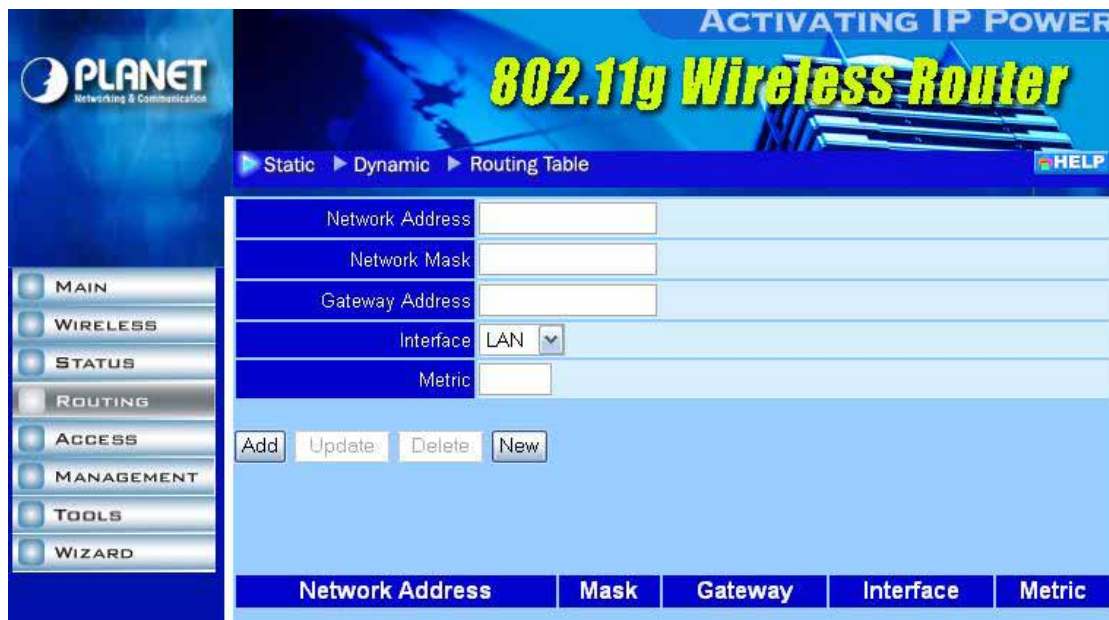 ACTIVATING IP POWER
PLANET
Networking & Communication
802.11g Wireless Router
Static Dynamic Routing Table
HELP
MAIN
WIRELESS
STATUS
ROUTING
ACCESS
MANAGEMENT
TOOLS
WIZARD
Network Address
Network Mask
Gateway Address
Interface LAN
Metric
Add Update Delete New
Network Address Mask Gateway Interface Metric